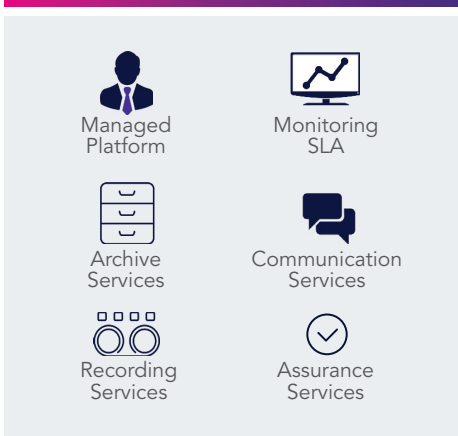 Managed
Platform
Monitoring
SLA
Archive
Services
Communication
Services
Recording
Services
Assurance
Services